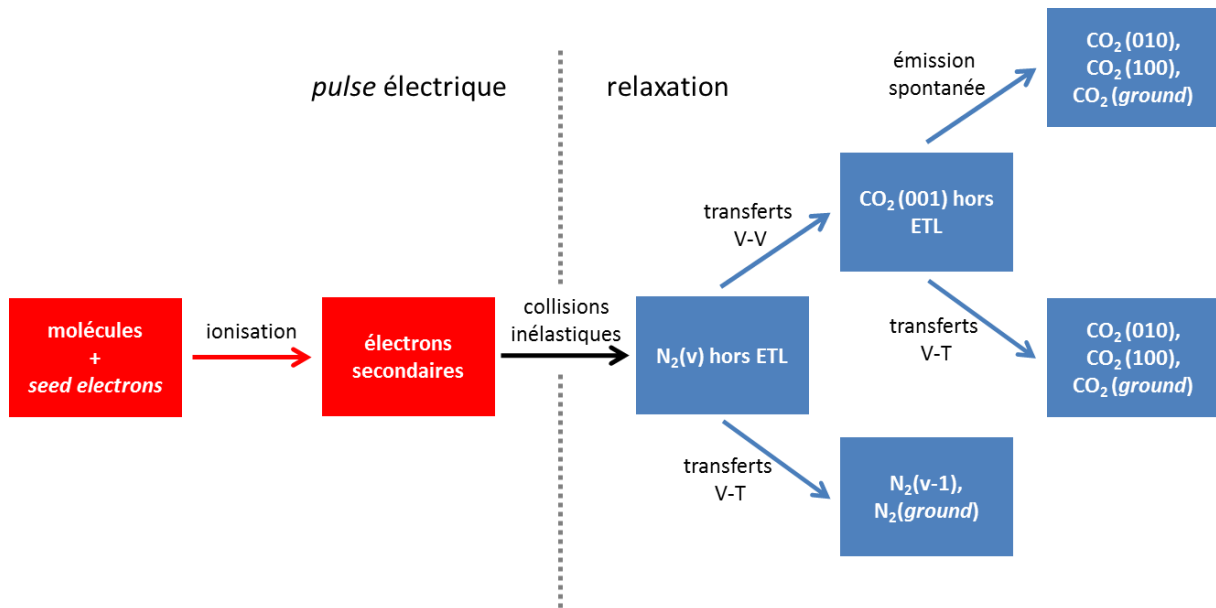 pulse électrique
relaxation
molécules
+
seed electrons
ionisation
électrons
secondaires
collisions
inélastiques
N₂(v) hors ETL
transferts
V-V
transferts
V-T
CO₂ (001) hors
ETL
N₂(v-1),
N₂(ground)
émission
spontanée
transferts
V-T
CO₂ (010),
CO₂ (100),
CO₂ (ground)
CO₂ (010),
CO₂ (100),
CO₂ (ground)